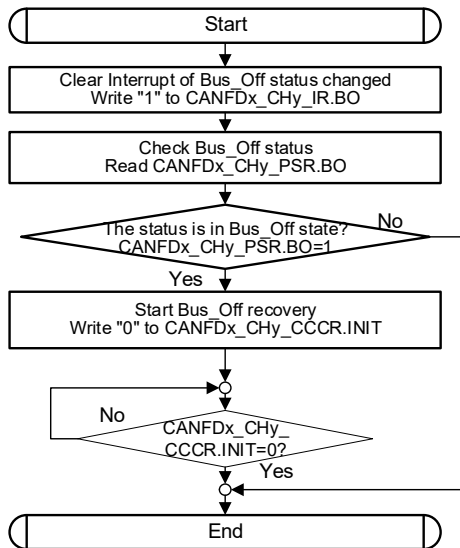 Start
Clear Interrupt of Bus_Off status changed
Write "1" to CANFDx_CHy_IR.BO
Check Bus_Off status
Read CANFDx_CHy_PSR.BO
The status is in Bus_Off state?
CANFDx_CHy_PSR.BO=1
No
Yes
Start Bus_Off recovery
Write "0" to CANFDx_CHy_CCCR.INIT
No
CANFDx_CHy_
CCCR.INIT=0?
Yes
End